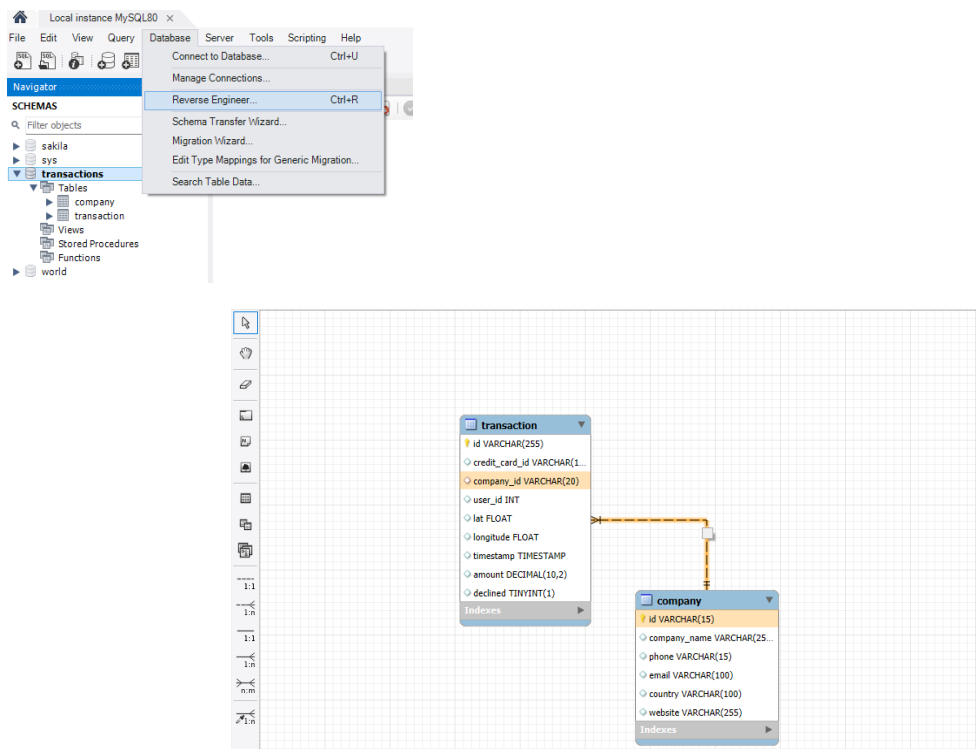 Local instance MySQL80 ×
File Edit View Query Database Server Tools Scripting Help
Connect to Database... Ctrl+U
Manage Connections...
Reverse Engineer... Ctrl+R
Schema Transfer Wizard...
Migration Wizard...
Edit Type Mappings for Generic Migration...
Search Table Data...
Navigator
SCHEMAS
Filter objects
sakila
sys
transactions
Tables
company
transaction
Views
Stored Procedures
Functions
world
1:1
1:n
1:1
1:n
n:m
1:n
transaction
id VARCHAR(255)
credit_card_id VARCHAR(1...
company_id VARCHAR(20)
user_id INT
lat FLOAT
longitude FLOAT
timestamp TIMESTAMP
amount DECIMAL(10,2)
declined TINYINT(1)
Indexes
company
id VARCHAR(15)
company_name VARCHAR(25...
phone VARCHAR(15)
email VARCHAR(100)
country VARCHAR(100)
website VARCHAR(255)
Indexes